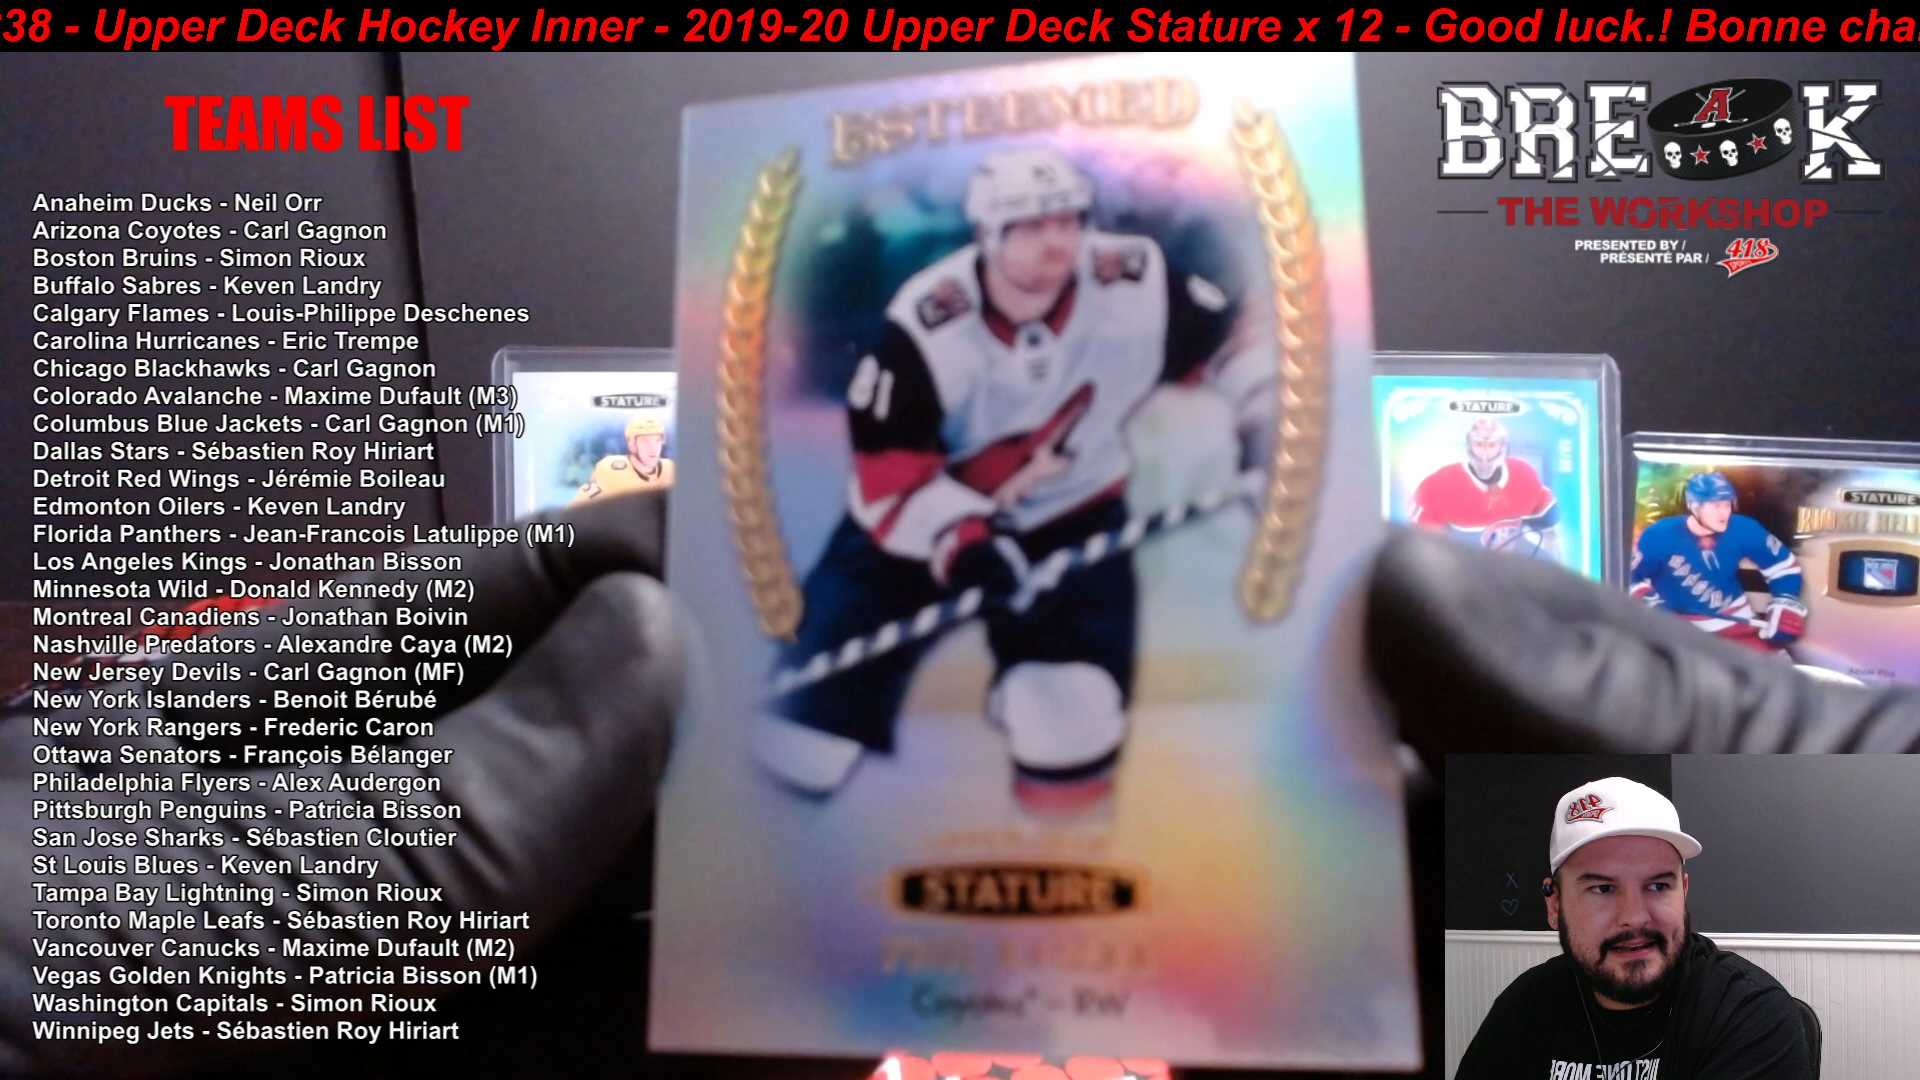 38 - Upper Deck Hockey Inner - 2019-20 Upper Deck Stature x 12 - Good luck.! Bonne cha
TEAMS LIST
Anaheim Ducks - Neil Orr
Arizona Coyotes - Carl Gagnon
Boston Bruins - Simon Rioux
Buffalo Sabres - Keven Landry
Calgary Flames - Louis-Philippe Deschenes
Carolina Hurricanes - Eric Trempe
Chicago Blackhawks - Carl Gagnon
Colorado Avalanche - Maxime Dufault (M3)
Columbus Blue Jackets - Carl Gagnon (M1)
Dallas Stars - Sébastien Roy Hiriart
Detroit Red Wings - Jérémie Boileau
Edmonton Oilers - Keven Landry
Florida Panthers - Jean-Francois Latulippe (M1)
Los Angeles Kings - Jonathan Bisson
Minnesota Wild - Donald Kennedy (M2)
Montreal Canadiens - Jonathan Boivin
Nashville Predators - Alexandre Caya (M2)
New Jersey Devils - Carl Gagnon (MF)
New York Islanders - Benoit Bérubé
New York Rangers - Frederic Caron
Ottawa Senators - François Bélanger
Philadelphia Flyers - Alex Audergon
Pittsburgh Penguins - Patricia Bisson
San Jose Sharks - Sébastien Cloutier
St Louis Blues - Keven Landry
Tampa Bay Lightning - Simon Rioux
Toronto Maple Leafs - Sébastien Roy Hiriart
Vancouver Canucks - Maxime Dufault (M2)
Vegas Golden Knights - Patricia Bisson (M1)
Washington Capitals - Simon Rioux
Winnipeg Jets - Sébastien Roy Hiriart
ESTEEMED
81
STATURE
Coyotes - RW
STATURE
STATURE
STATURE
ROOKIE
RANGERS
BREAK
THE WORKSHOP
PRESENTED BY /
PRÉSENTÉ PAR /
418
418